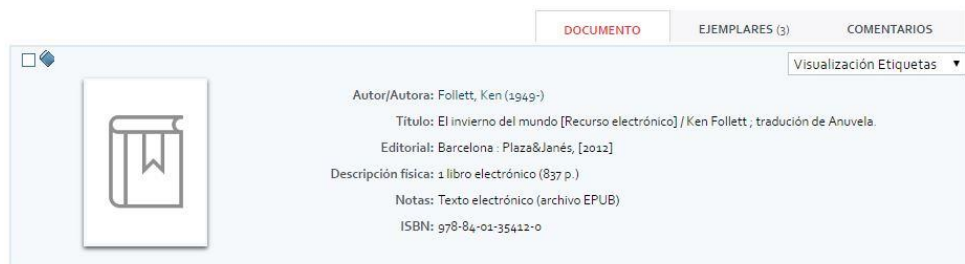 DOCUMENTO EJEMPLARES (3) COMENTARIOS
Visualización Etiquetas
Autor/Autora: Follett, Ken (1949-)
Título: El invierno del mundo [Recurso electrónico] / Ken Follett ; tradución de Anuvela.
Editorial: Barcelona : Plaza&Janés, [2012]
Descripción física: 1 libro electrónico (837 p.)
Notas: Texto electrónico (archivo EPUB)
ISBN: 978-84-01-35412-0